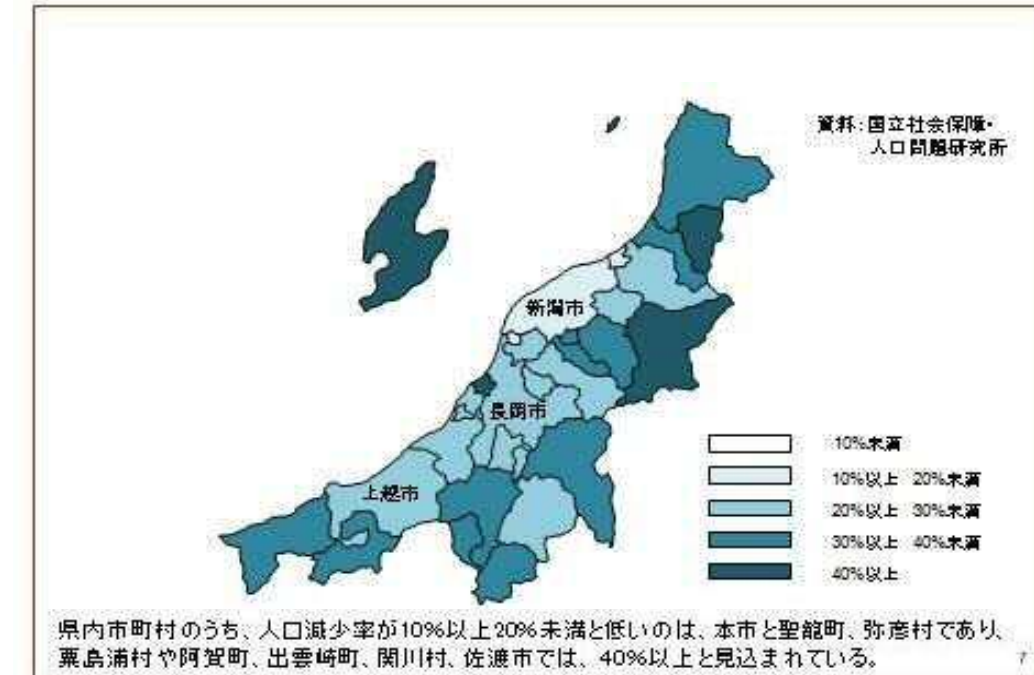 資料:国立社会保障・
人口問題研究所
新潟市
長岡市
上越市
10%未満
10%以上 20%未満
20%以上 30%未満
30%以上 40%未満
40%以上
県内市町村のうち、人口減少率が10%以上20%未満と低いのは、本市と聖籠町、弥彦村であり、
粟島浦村や阿賀町、出雲崎町、関川村、佐渡市では、40%以上と見込まれている。
7